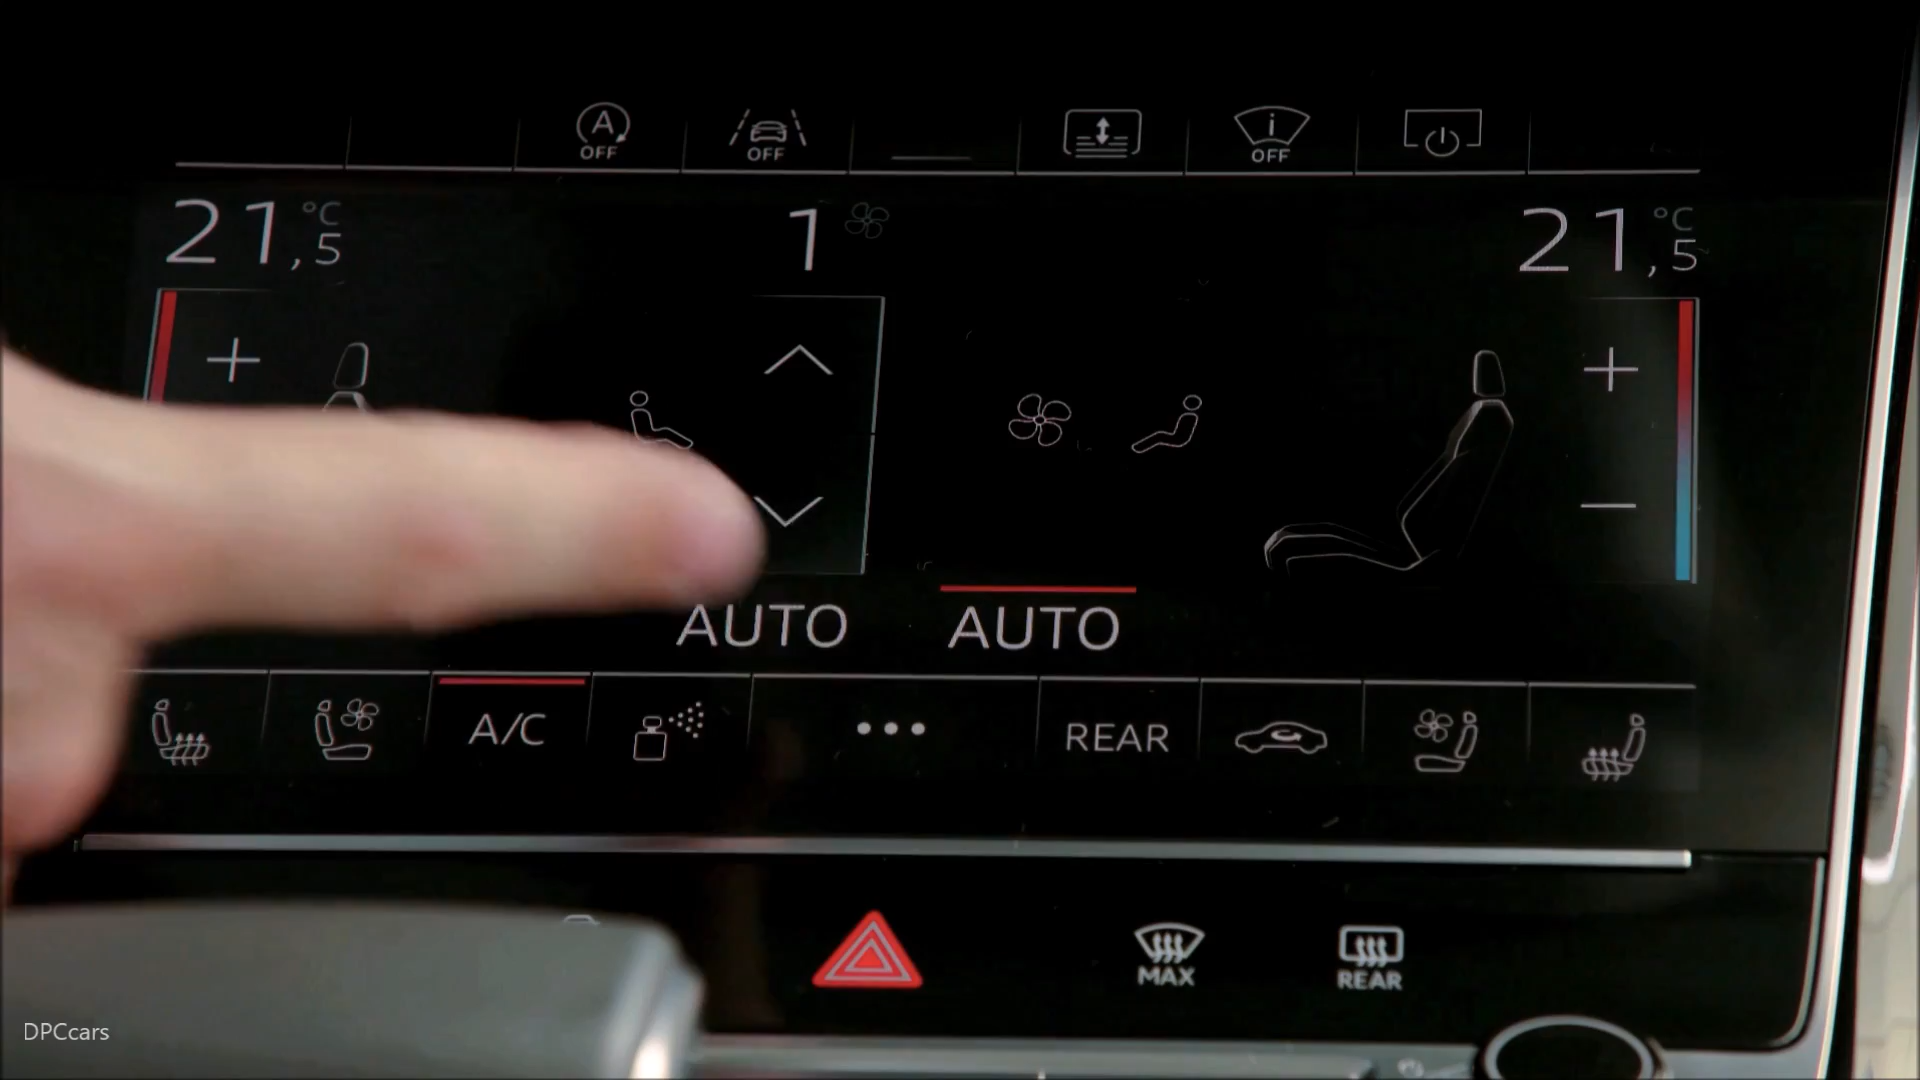 A
OFF
OFF
i
OFF
21,5 °C
1
21,5 °C
AUTO
AUTO
A/C
REAR
MAX
REAR
DPCcars